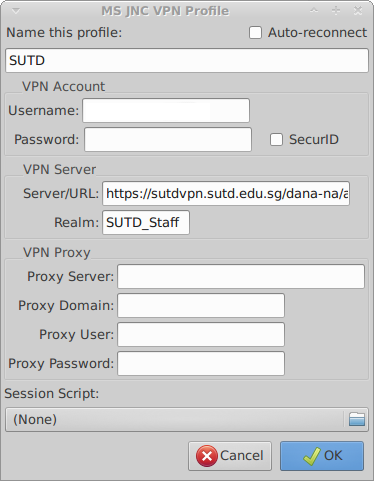 MS JNC VPN Profile
Name this profile: Auto-reconnect
SUTD
VPN Account
Username:
Password: SecurID
VPN Server
Server/URL: https://sutdvpn.sutd.edu.sg/dana-na/a
Realm: SUTD_Staff
VPN Proxy
Proxy Server:
Proxy Domain:
Proxy User:
Proxy Password:
Session Script:
(None)
Cancel OK